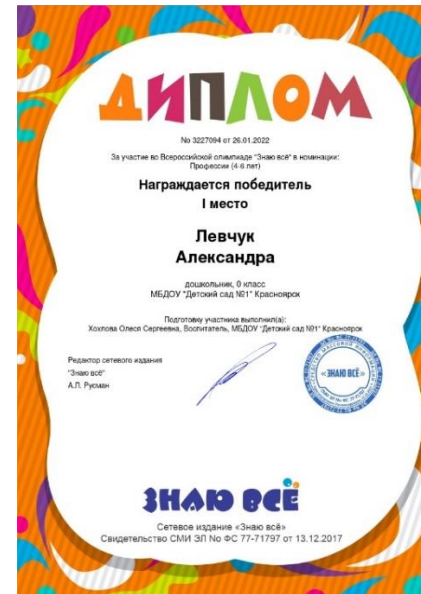 ДИПЛОМ
No 3227094 от 26.01.2022
За участие во Всероссийской олимпиаде "Знаю всё" в номинации:
Профессии (4-6 лет)
Награждается победитель
I место
Левчук
Александра
дошкольник, 0 класс
МБДОУ "Детский сад №1" Красноярск
Подготовку участника выполнил(а):
Хохлова Олеся Сергеевна, Воспитатель, МБДОУ "Детский сад №1" Красноярск
Редактор сетевого издания
"Знаю всё"
А.П. Русман
«ЗНАЮ ВСЁ»
ЗНАЮ ВСЁ
Сетевое издание «Знаю всё»
Свидетельство СМИ ЭЛ No ФС 77-71797 от 13.12.2017